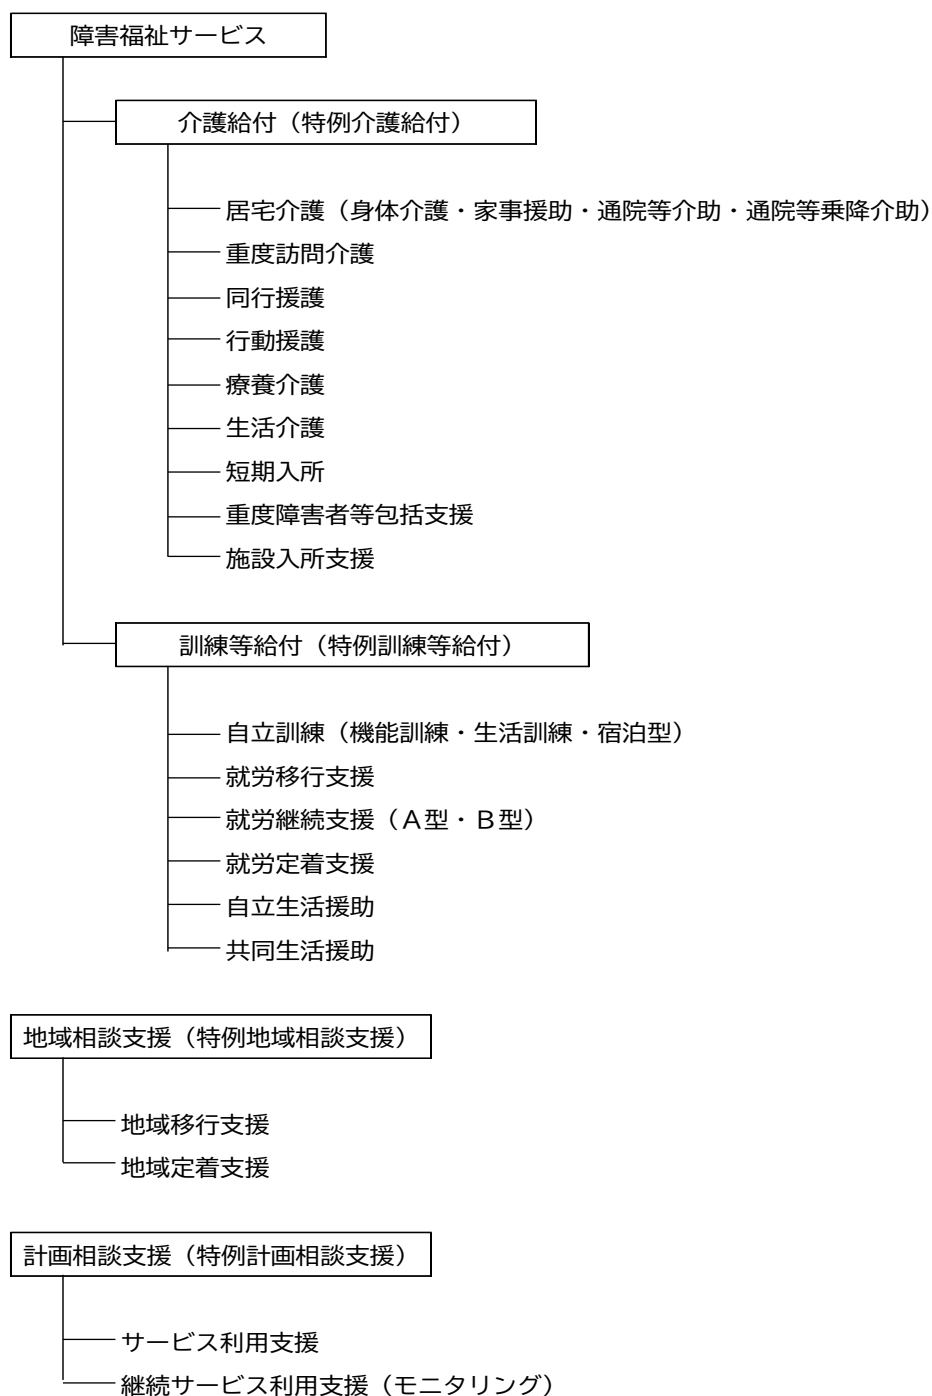 障害福祉サービス
介護給付（特例介護給付）
居宅介護（身体介護・家事援助・通院等介助・通院等乗降介助）
重度訪問介護
同行援護
行動援護
療養介護
生活介護
短期入所
重度障害者等包括支援
施設入所支援
訓練等給付（特例訓練等給付）
自立訓練（機能訓練・生活訓練・宿泊型）
就労移行支援
就労継続支援（Ａ型・Ｂ型）
就労定着支援
自立生活援助
共同生活援助
地域相談支援（特例地域相談支援）
地域移行支援
地域定着支援
計画相談支援（特例計画相談支援）
サービス利用支援
継続サービス利用支援（モニタリング）